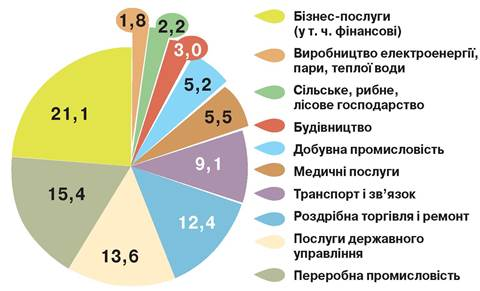 1,8
2,2
3,0
5,2
5,5
9,1
12,4
13,6
15,4
21,1
Бізнес-послуги
(у т. ч. фінансові)
Виробництво електроенергії,
пари, теплої води
Сільське, рибне,
лісове господарство
Будівництво
Добувна промисловість
Медичні послуги
Транспорт і зв’язок
Роздрібна торгівля і ремонт
Послуги державного
управління
Переробна промисловість